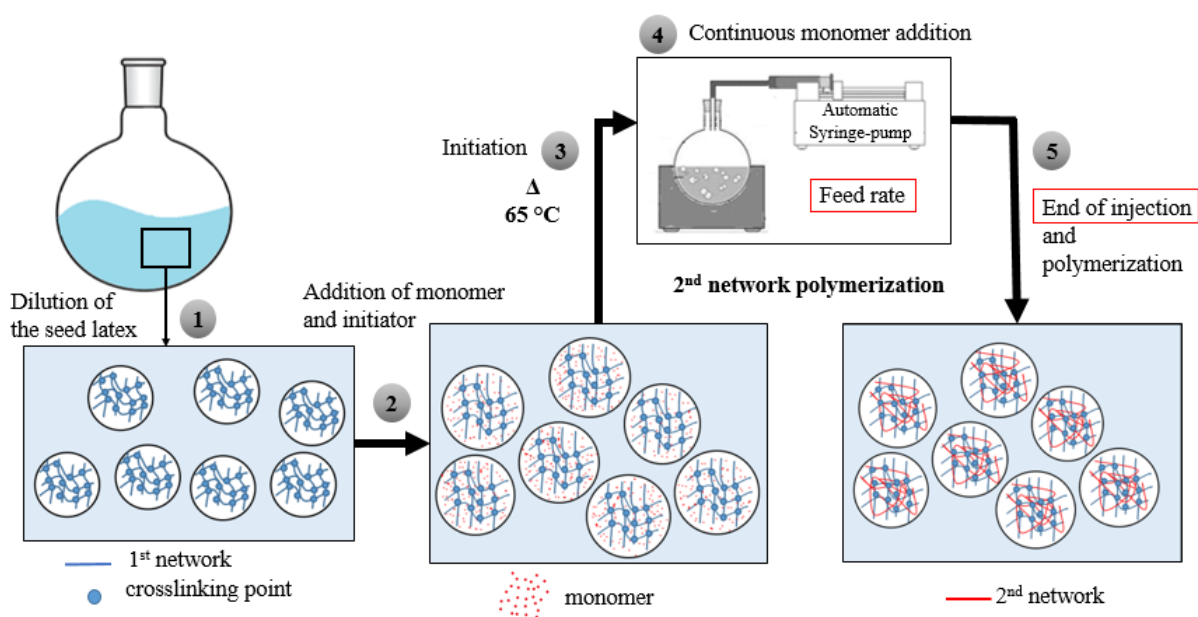 4 Continuous monomer addition
Automatic
Syringe-pump
Feed rate
Initiation 3
Δ
65 °C
5
End of injection
and
polymerization
2nd network polymerization
Dilution of
the seed latex
1
Addition of monomer
and initiator
2
1st network
crosslinking point
monomer
2nd network